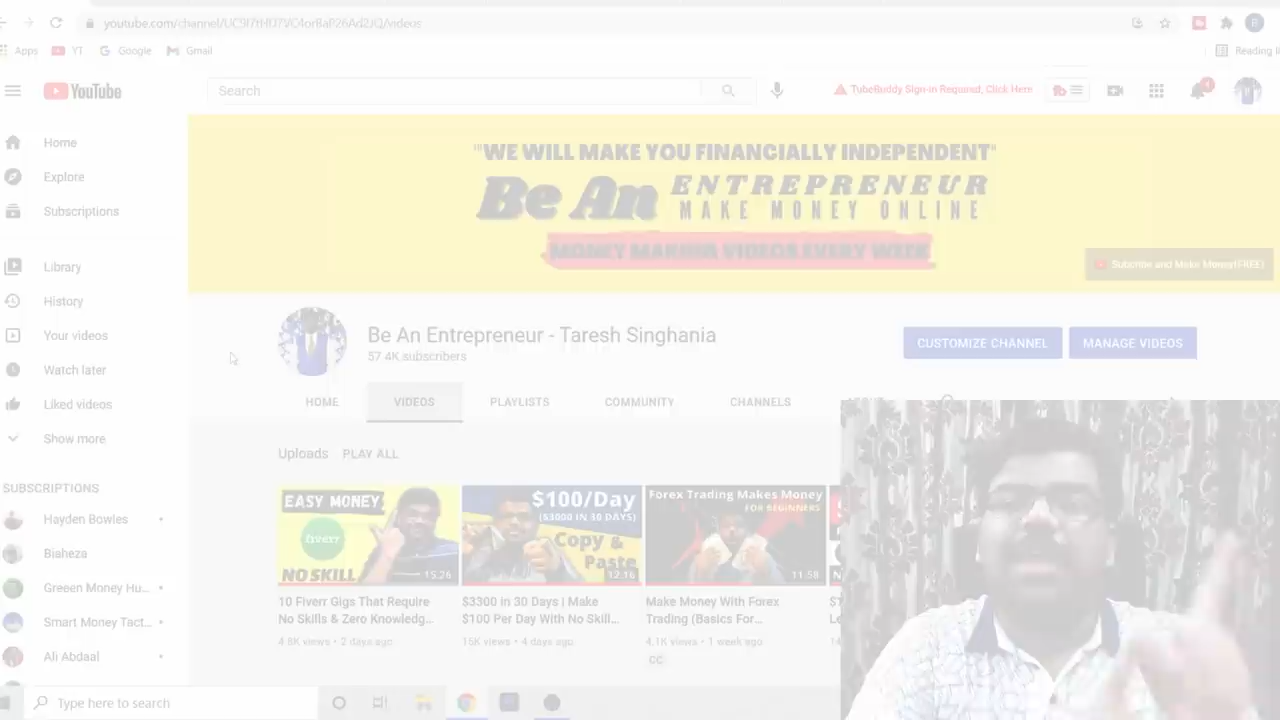 youtube.com/channel/
Apps YT Google Gmail Reading
YouTube
Search
TubeBuddy Sign-in Required, Click Here
Home
Explore
Subscriptions
Library
History
Your videos
Watch later
Liked videos
Show more
SUBSCRIPTIONS
Hayden Bowles
Biaheza
Greeen Money Hu...
Smart Money Tact...
Ali Abdaal
"WE WILL MAKE YOU FINANCIALLY INDEPENDENT"
Be An ENTREPRENEUR
MAKE MONEY ONLINE
MONEY MAKING VIDEOS EVERY WEEK
Subcribe and Make Money(FREE)
Be An Entrepreneur - Taresh Singhania
57.4K subscribers
CUSTOMIZE CHANNEL MANAGE VIDEOS
HOME VIDEOS PLAYLISTS COMMUNITY CHANNELS
Uploads PLAY ALL
EASY MONEY
fiverr
NO SKILL
15:26
10 Fiverr Gigs That Require
No Skills & Zero Knowledg...
4.8K views • 2 days ago
$100/Day
($3000 IN 30 DAYS)
Copy &
Paste
12:16
$3300 in 30 Days | Make
$100 Per Day With No Skill...
15K views • 4 days ago
Forex Trading Makes Money
FOR BEGINNERS
11:58
Make Money With Forex
Trading (Basics For...
4.1K views • 1 week ago
CC
Type here to search